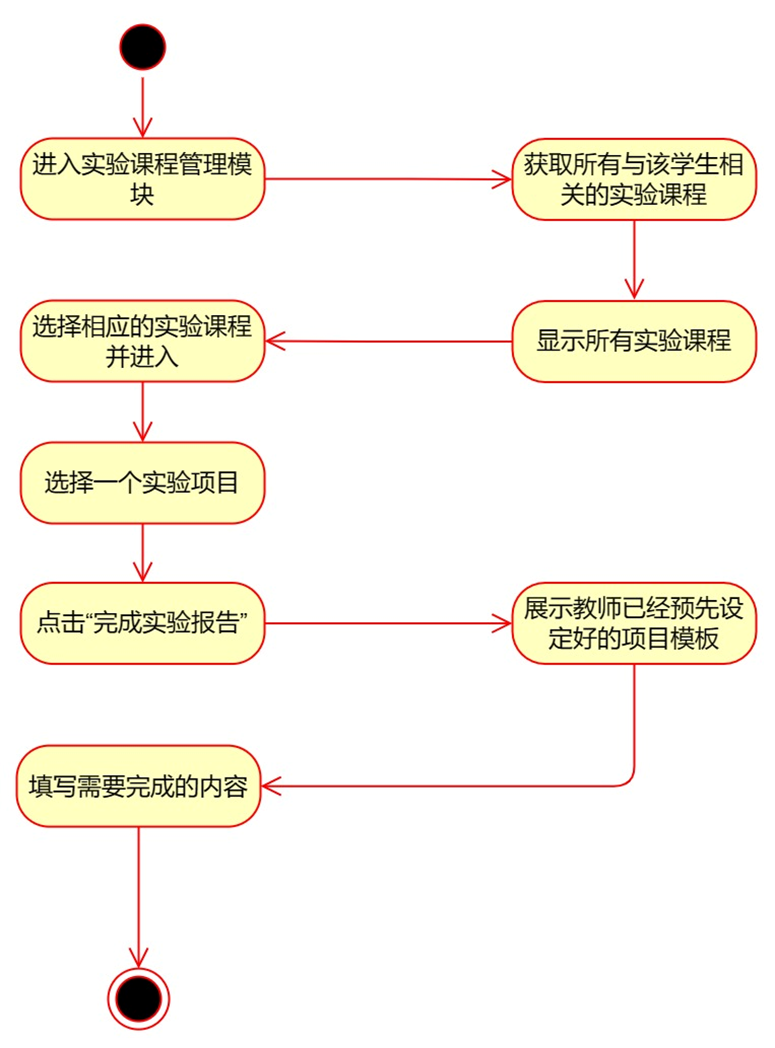 进入实验课程管理模
块
获取所有与该学生相
关的实验课程
选择相应的实验课程
并进入
显示所有实验课程
选择一个实验项目
点击“完成实验报告”
展示教师已经预先设
定好的项目模板
填写需要完成的内容